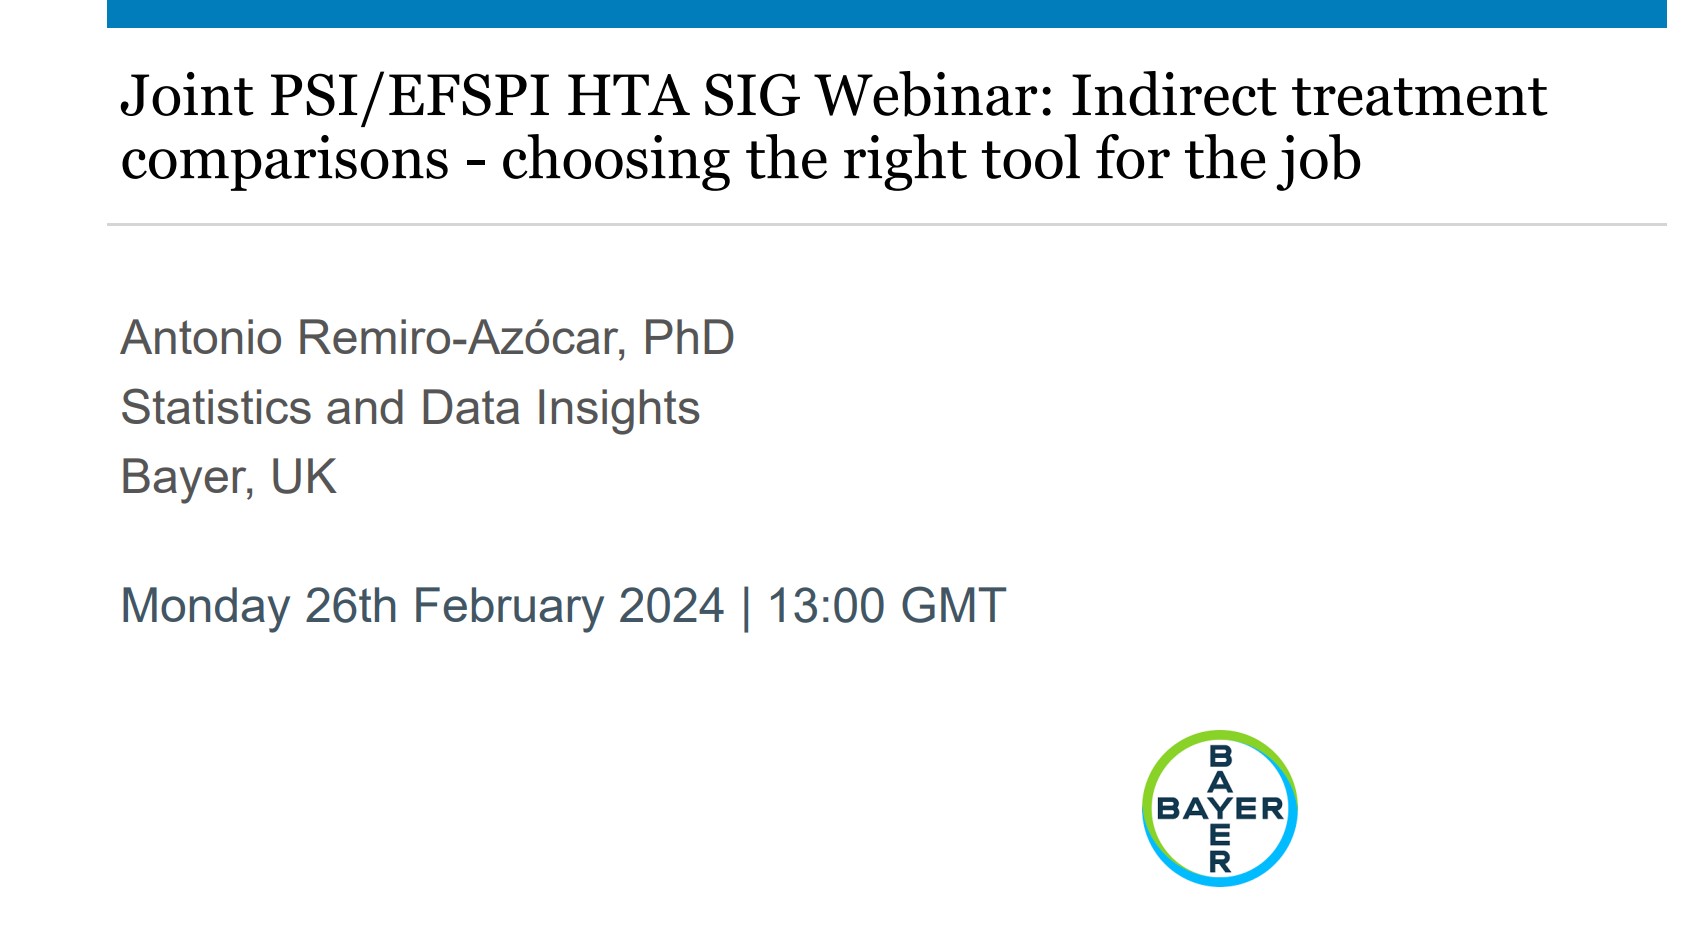 Joint PSI/EFSPI HTA SIG Webinar: Indirect treatment
comparisons - choosing the right tool for the job
Antonio Remiro-Azócar, PhD
Statistics and Data Insights
Bayer, UK
Monday 26th February 2024 | 13:00 GMT
BAYER
BAYER